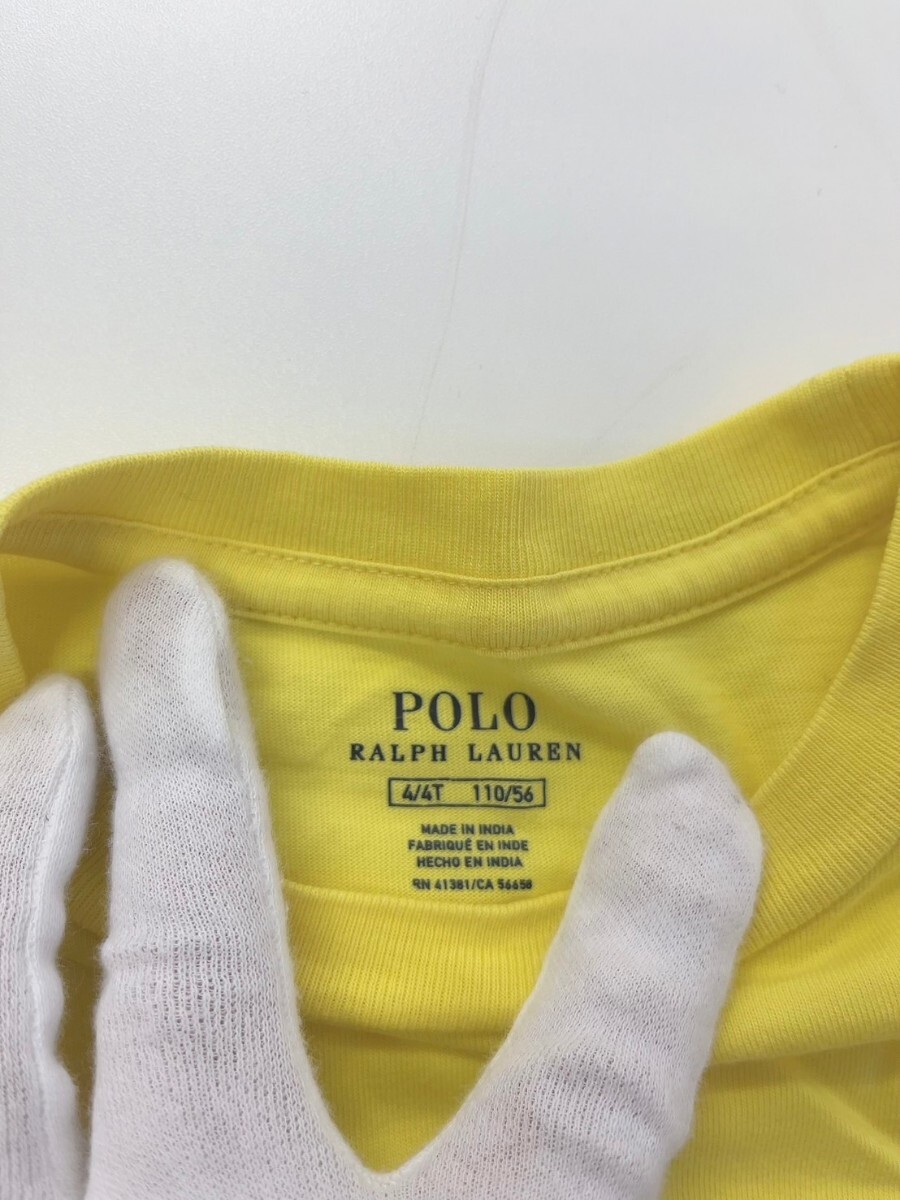 POLO
RALPH LAUREN
4/4T 110/56
MADE IN INDIA
FABRIQUÉ EN INDE
HECHO EN INDIA
RN 41381/CA 56650